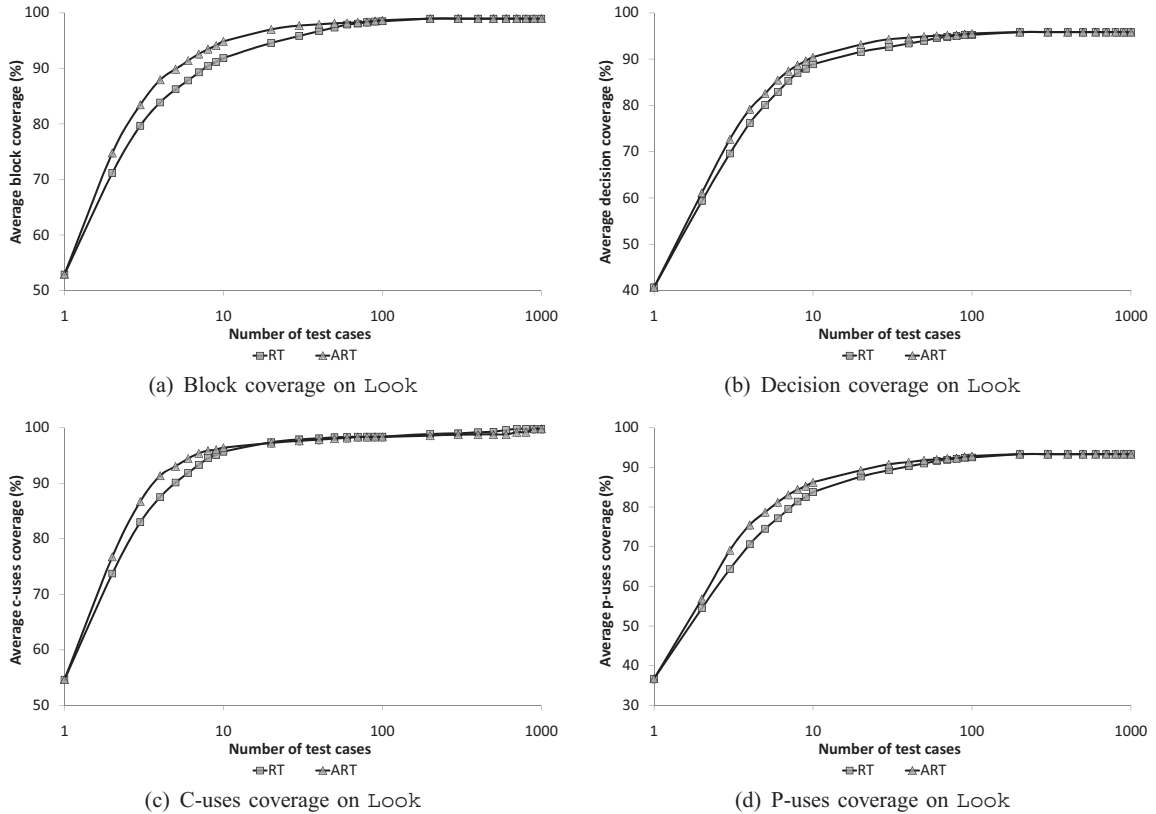 100
90
80
70
60
50
Average block coverage (%)
1 10 100 1000
Number of test cases
RT ART
(a) Block coverage on Look
100
90
80
70
60
50
40
Average decision coverage (%)
1 10 100 1000
Number of test cases
RT ART
(b) Decision coverage on Look
100
90
80
70
60
50
Average c-uses coverage (%)
1 10 100 1000
Number of test cases
RT ART
(c) C-uses coverage on Look
100
90
80
70
60
50
40
30
Average p-uses coverage (%)
1 10 100 1000
Number of test cases
RT ART
(d) P-uses coverage on Look